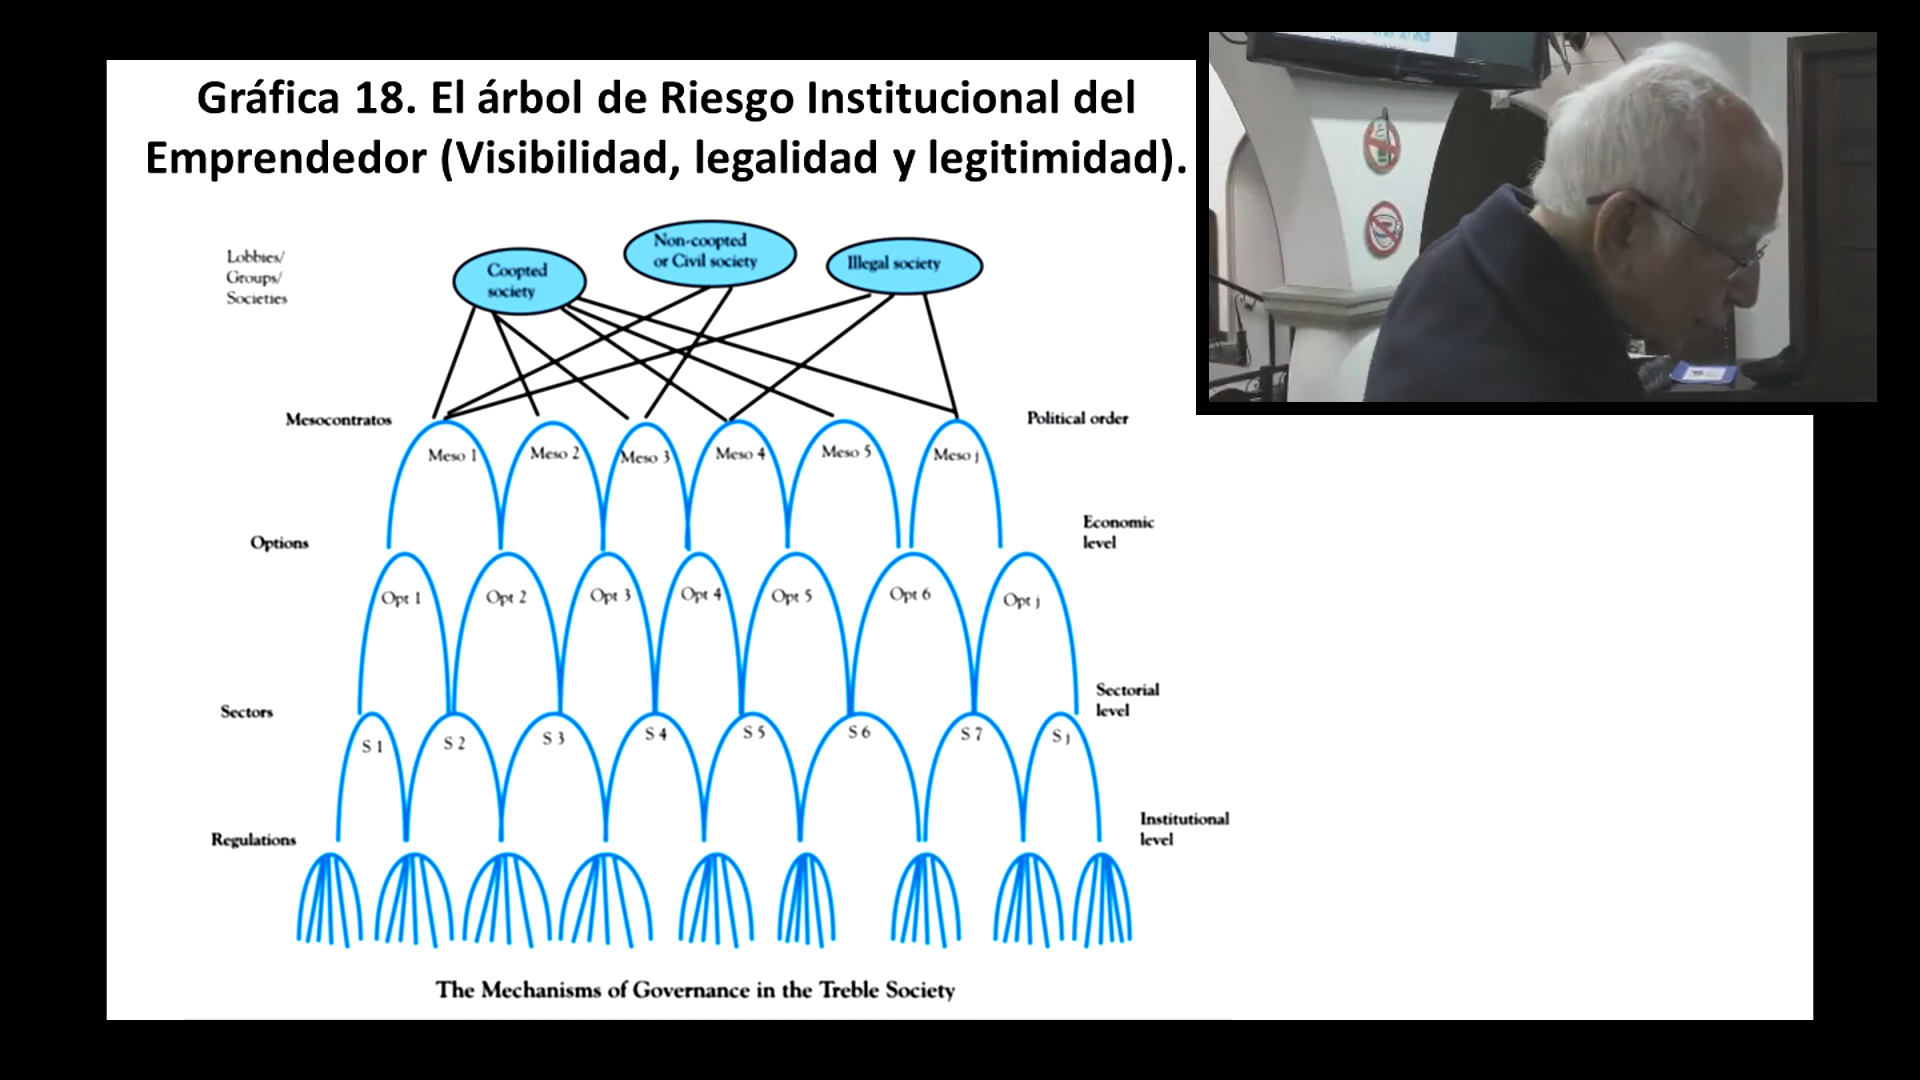 Gráfica 18. El árbol de Riesgo Institucional del
Emprendedor (Visibilidad, legalidad y legitimidad).
Lobbies/
Groups/
Societies
Coopted
society
Non-coopted
or Civil society
Illegal society
Mesocontratos
Political order
Meso 1
Meso 2
Meso 3
Meso 4
Meso 5
Meso j
Options
Economic
level
Opt 1
Opt 2
Opt 3
Opt 4
Opt 5
Opt 6
Opt j
Sectors
Sectorial
level
S 1
S 2
S 3
S 4
S 5
S 6
S 7
S j
Regulations
Institutional
level
The Mechanisms of Governance in the Treble Society